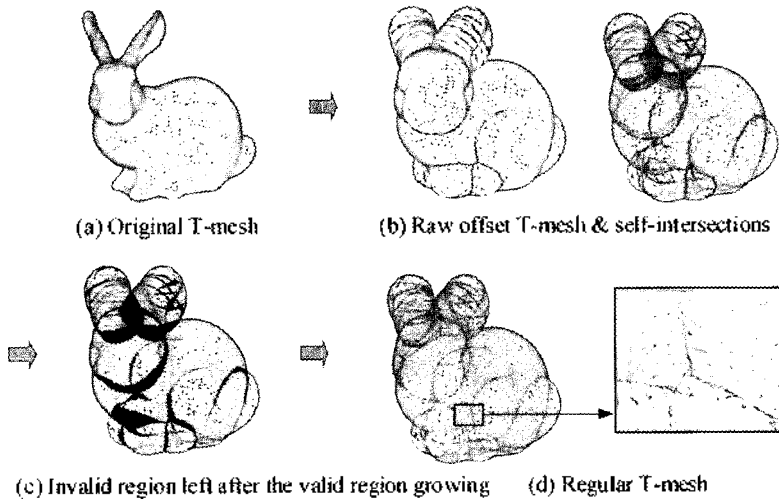 (a) Original T-mesh
(b) Raw offset T-mesh & self-intersections
(c) Invalid region left after the valid region growing
(d) Regular T-mesh